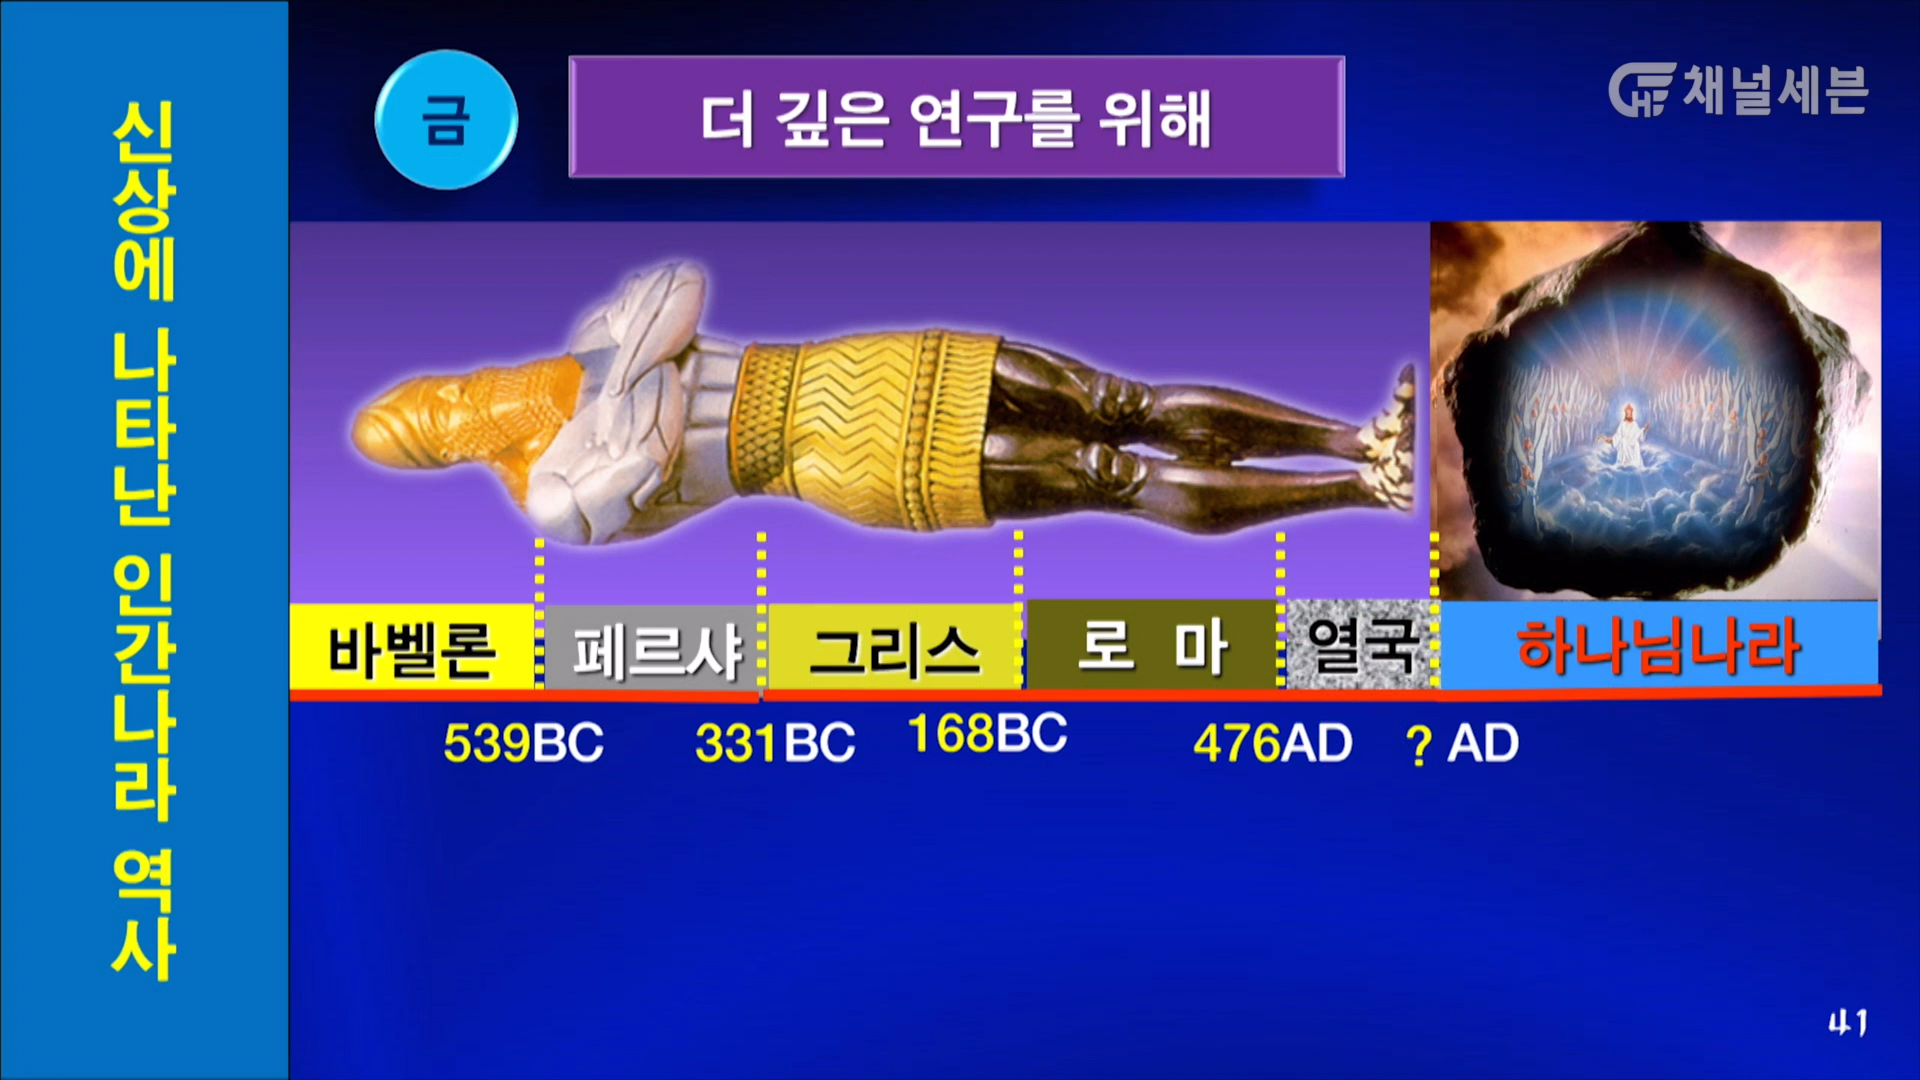 신상에 나타난 인간나라 역사
금
더 깊은 연구를 위해
CH 채널세븐
바벨론 페르샤 그리스 로 마 열국 하나님나라
539BC 331BC 168BC 476AD ? AD
41